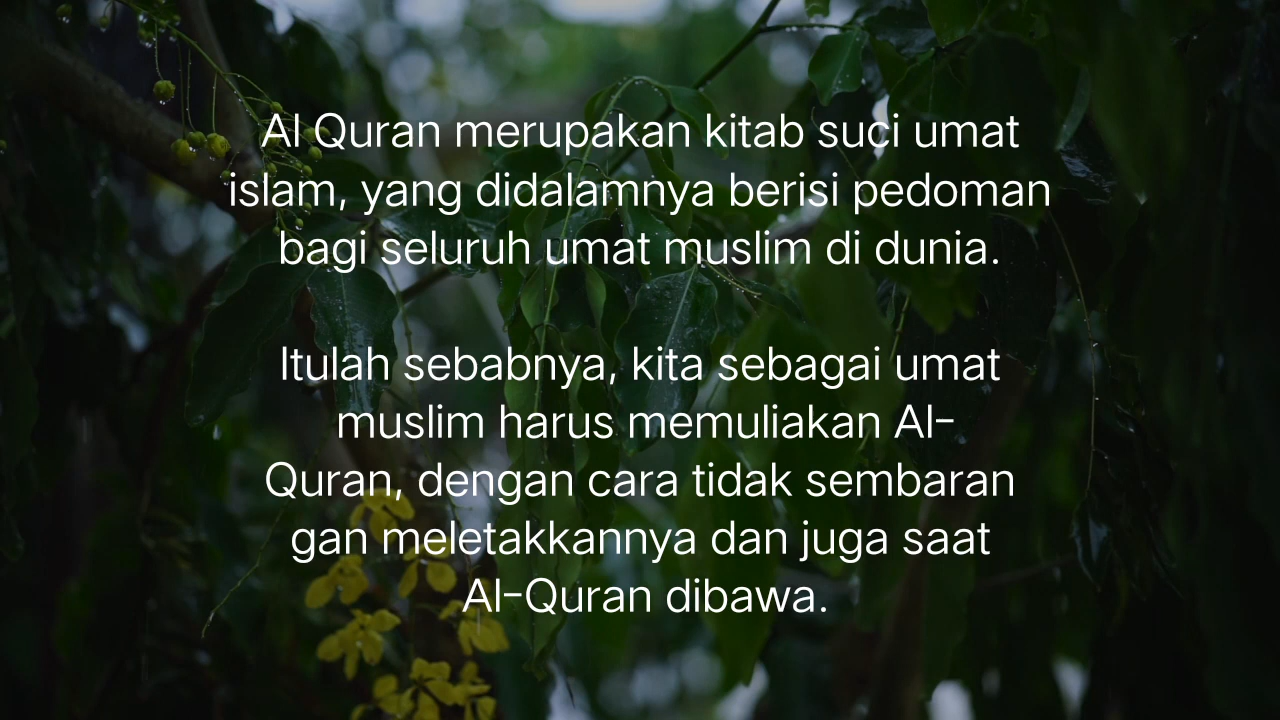 Al Quran merupakan kitab suci umat
islam, yang didalamnya berisi pedoman
bagi seluruh umat muslim di dunia.
Itulah sebabnya, kita sebagai umat
muslim harus memuliakan Al-
Quran, dengan cara tidak sembaran
gan meletakkannya dan juga saat
Al-Quran dibawa.